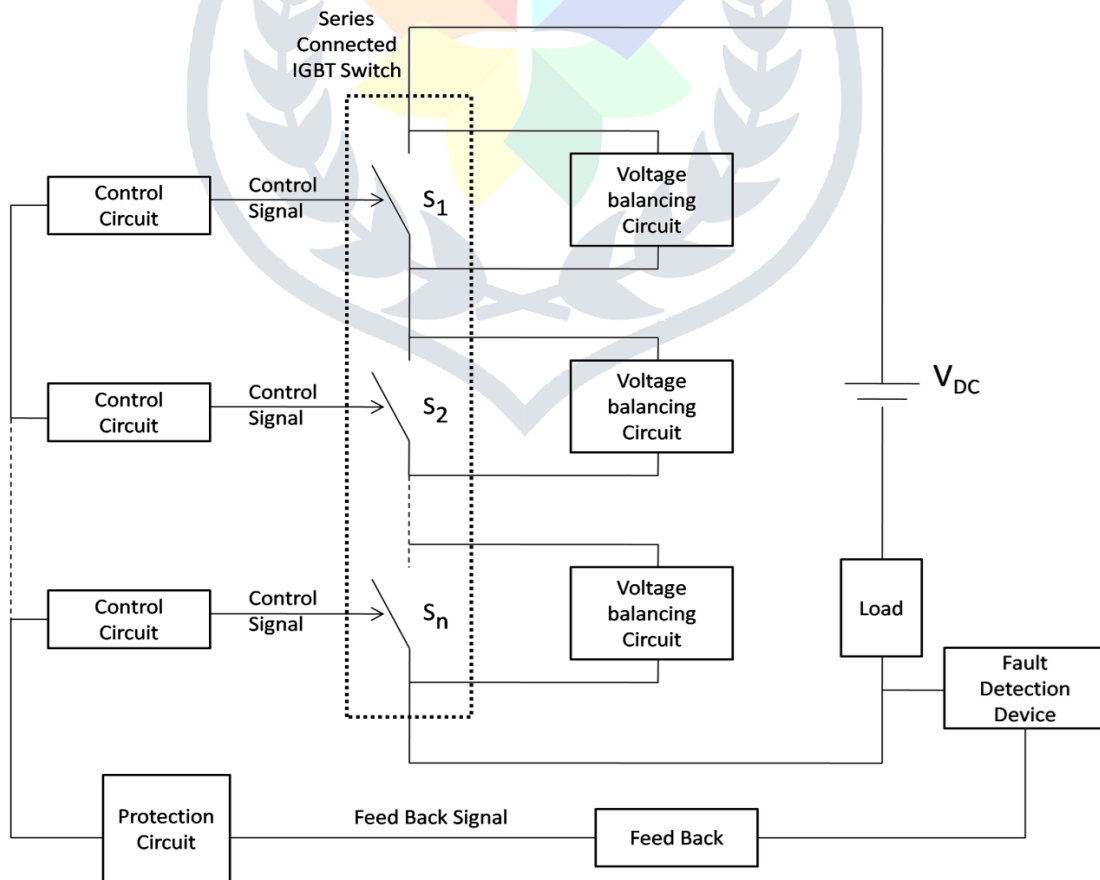 Series
Connected
IGBT Switch
Control
Circuit
Control
Signal
S1
Voltage
balancing
Circuit
Control
Circuit
Control
Signal
S2
Voltage
balancing
Circuit
VDC
Control
Circuit
Control
Signal
Sn
Voltage
balancing
Circuit
Load
Fault
Detection
Device
Protection
Circuit
Feed Back Signal
Feed Back